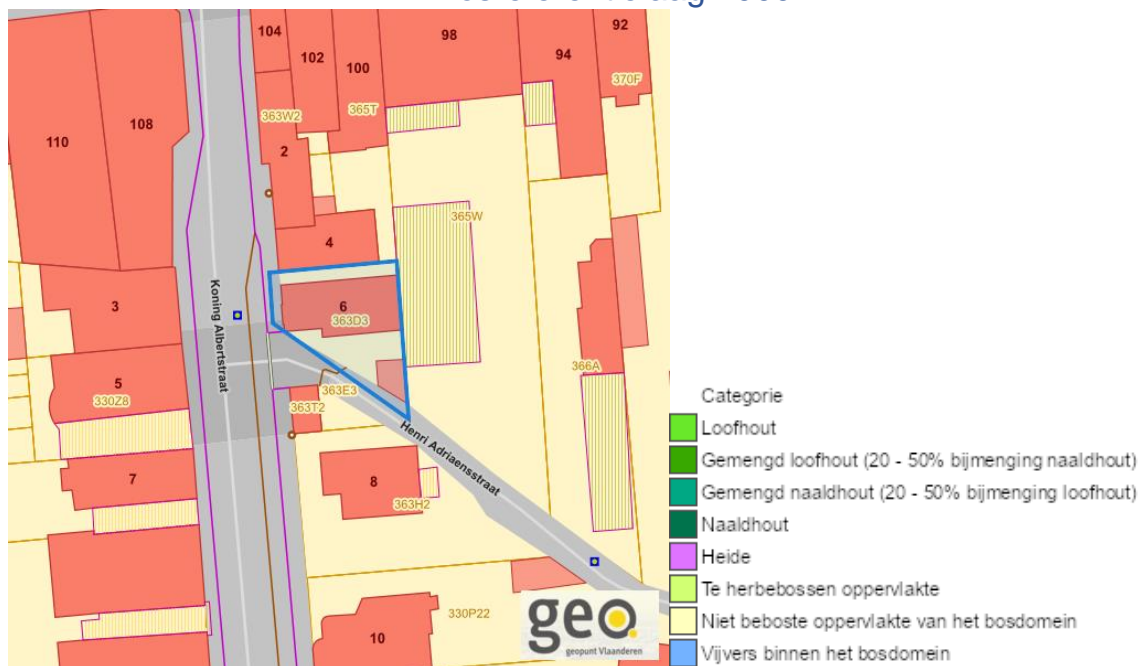 104
102
100
98
94
92
370F
363W2
365T
110
108
2
365W
4
3
6
363D3
Koning Albertstraat
5
330Z8
366A
363E3
363T2
Henri Adriaensstraat
7
8
363H2
10
330P22
geo
geopunt Vlaanderen
Categorie
Loofhout
Gemengd loofhout (20 - 50% bijmenging naaldhout)
Gemengd naaldhout (20 - 50% bijmenging loofhout)
Naaldhout
Heide
Te herbebossen oppervlakte
Niet beboste oppervlakte van het bosdomein
Vijvers binnen het bosdomein